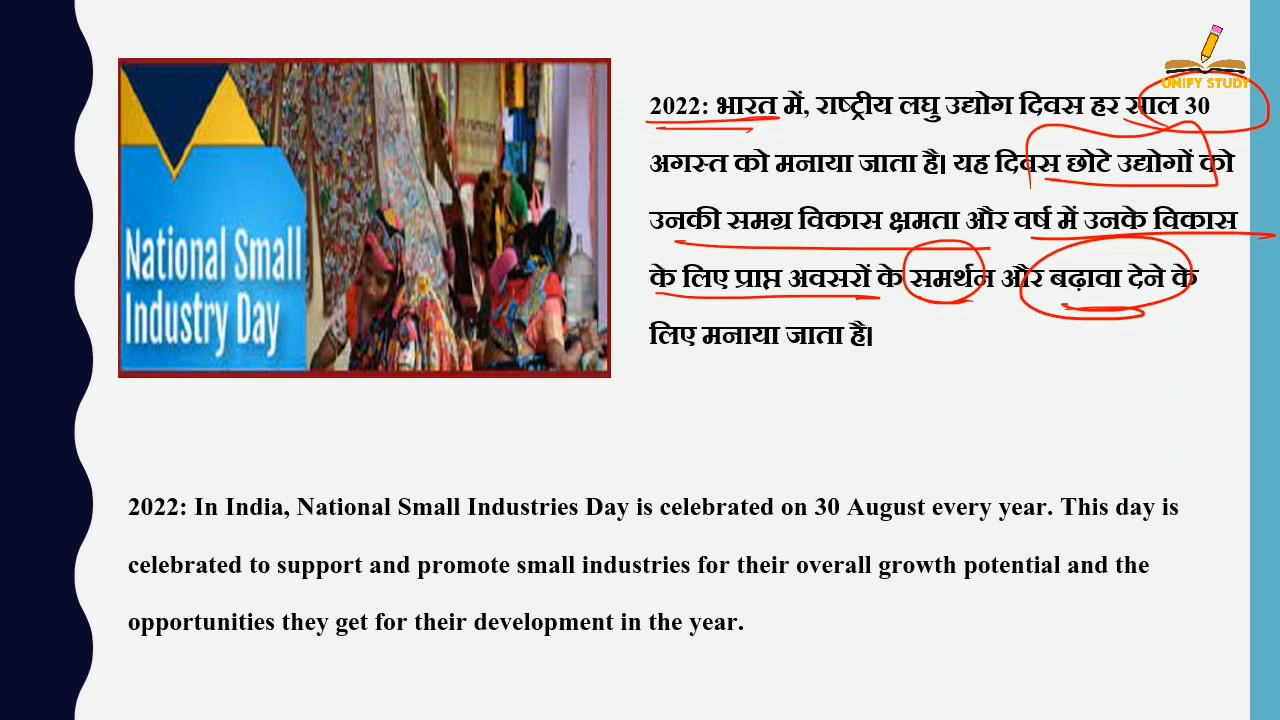 UNIFY STUDY
National Small
Industry Day
2022: भारत में, राष्ट्रीय लघु उद्योग दिवस हर साल 30
अगस्त को मनाया जाता है। यह दिवस छोटे उद्योगों को
उनकी समग्र विकास क्षमता और वर्ष में उनके विकास
के लिए प्राप्त अवसरों के समर्थन और बढ़ावा देने के
लिए मनाया जाता है।
2022: In India, National Small Industries Day is celebrated on 30 August every year. This day is
celebrated to support and promote small industries for their overall growth potential and the
opportunities they get for their development in the year.